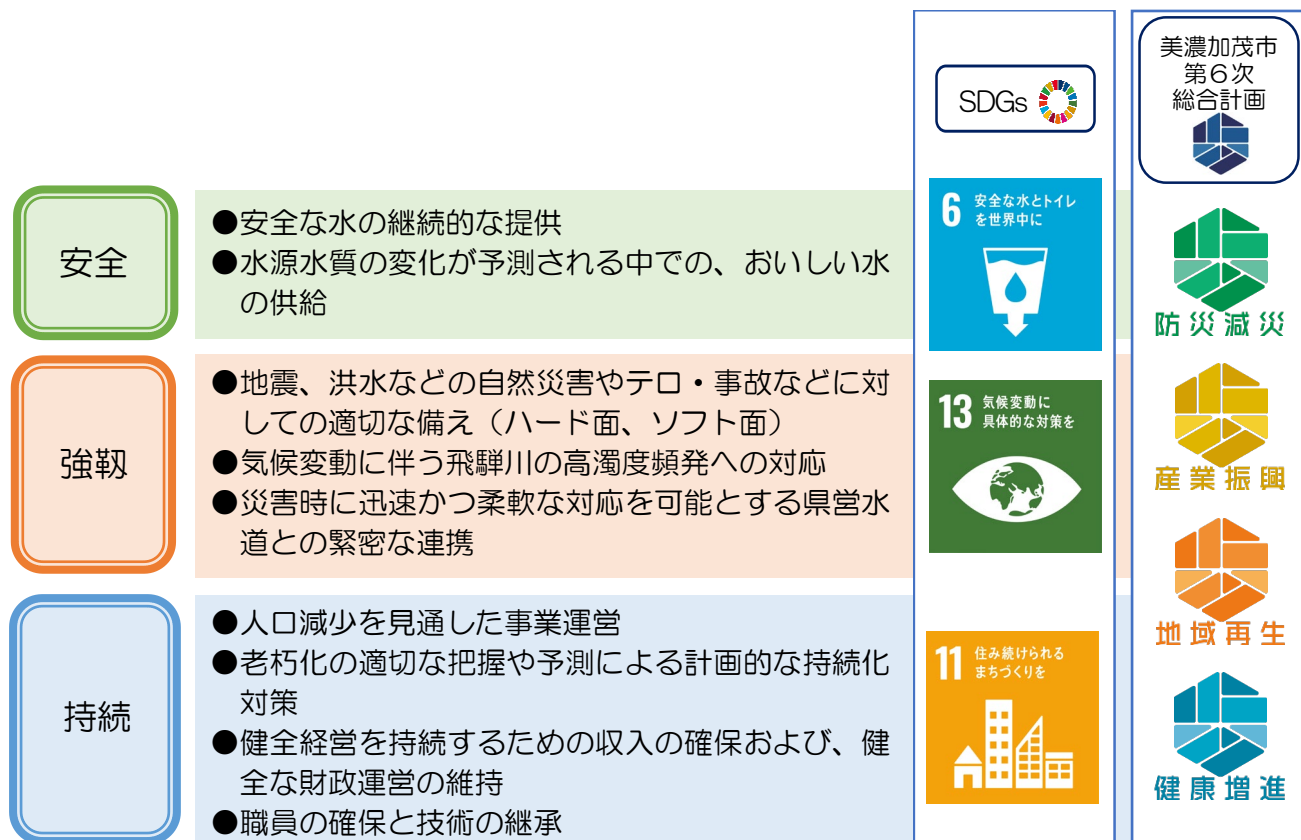 SDGs
美濃加茂市
第６次
総合計画
安全
●安全な水の継続的な提供
●水源水質の変化が予測される中での、おいしい水
の供給
6 安全な水とトイレ
を世界中に
防災減災
強靱
●地震、洪水などの自然災害やテロ・事故などに対
しての適切な備え（ハード面、ソフト面）
●気候変動に伴う飛騨川の高濁度頻発への対応
●災害時に迅速かつ柔軟な対応を可能とする県営水
道との緊密な連携
13 気候変動に
具体的な対策を
産業振興
地域再生
持続
●人口減少を見通した事業運営
●老朽化の適切な把握や予測による計画的な持続化
対策
●健全経営を持続するための収入の確保および、健
全な財政運営の維持
●職員の確保と技術の継承
11 住み続けられる
まちづくりを
健康増進